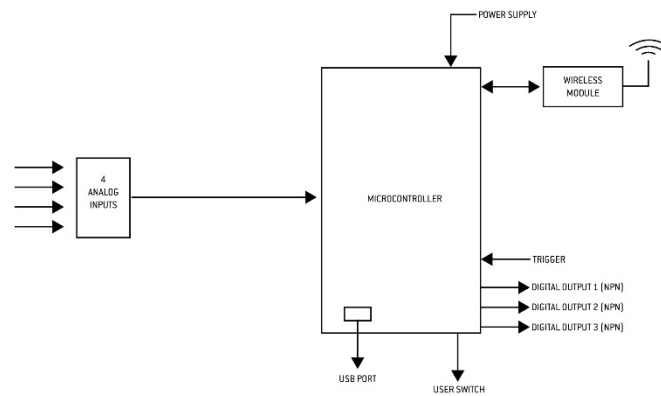 POWER SUPPLY
WIRELESS
MODULE
4
ANALOG
INPUTS
MICROCONTROLLER
TRIGGER
DIGITAL OUTPUT 1 (NPN)
DIGITAL OUTPUT 2 (NPN)
DIGITAL OUTPUT 3 (NPN)
USB PORT
USER SWITCH